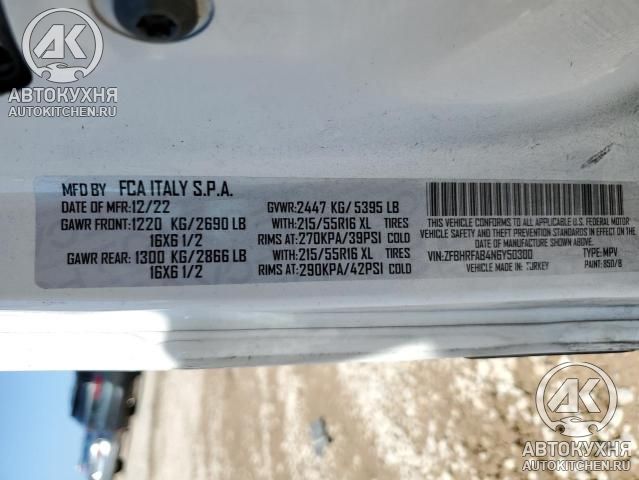 AK
АВТОКУХНЯ
AUTOKITCHEN.RU
MFD BY FCA ITALY S.P.A.
DATE OF MFR: 12/22
GAWR FRONT: 1220 KG/2690 LB
16X6 1/2
GAWR REAR: 1300 KG/2866 LB
16X6 1/2
GVWR: 2447 KG/5395 LB
WITH: 215/55R16 XL TIRES
RIMS AT: 270KPA/39PSI COLD
WITH: 215/55R16 XL TIRES
RIMS AT: 290KPA/42PSI COLD
THIS VEHICLE CONFORMS TO ALL APPLICABLE U.S. FEDERAL MOTOR
VEHICLE SAFETY, BUMPER AND THEFT PREVENTION STANDARDS IN EFFECT ON
THE DATE OF MANUFACTURE SHOWN ABOVE.
VIN: ZFBHRFAB4N6Y50300 TYPE: MPV
VEHICLE MADE IN: TURKEY PAINT: 850/B
AK
АВТОКУХНЯ
AUTOKITCHEN.RU